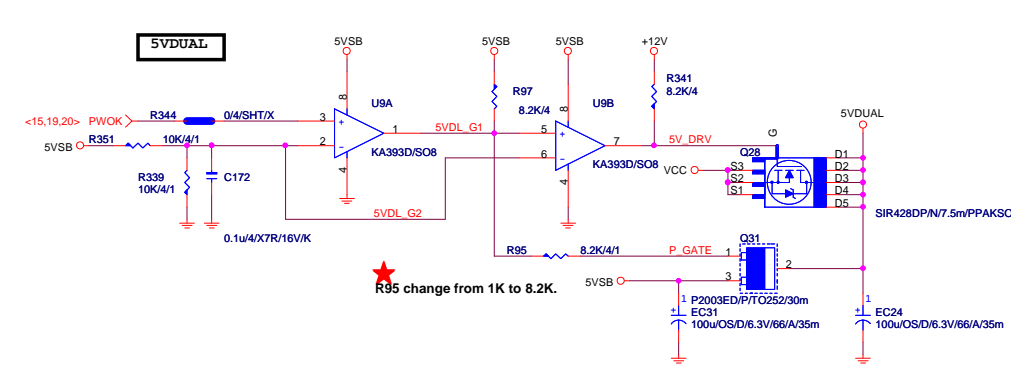 5VDUAL
5VSB
5VSB
5VSB
+12V
R97
8.2K/4
R341
8.2K/4
8
U9A
8
U9B
5VDUAL
<15,19,20> PWOK
R344
0/4/SHT/X
3
+
1
5VDL_G1
5
+
7
5V_DRV
G
5VSB
R351
10K/4/1
2
-
KA393D/SO8
6
-
KA393D/SO8
Q28
D1
D2
D3
D4
D5
VCC
S3
S2
S1
R339
10K/4/1
C172
4
4
5VDL_G2
SIR428DP/N/7.5m/PPAKSO
0.1u/4/X7R/16V/K
Q31
R95
8.2K/4/1
P_GATE
1
2
5VSB
3
R95 change from 1K to 8.2K.
P2003ED/P/TO252/30m
1
+
EC31
100u/OS/D/6.3V/66/A/35m
1
+
EC24
100u/OS/D/6.3V/66/A/35m